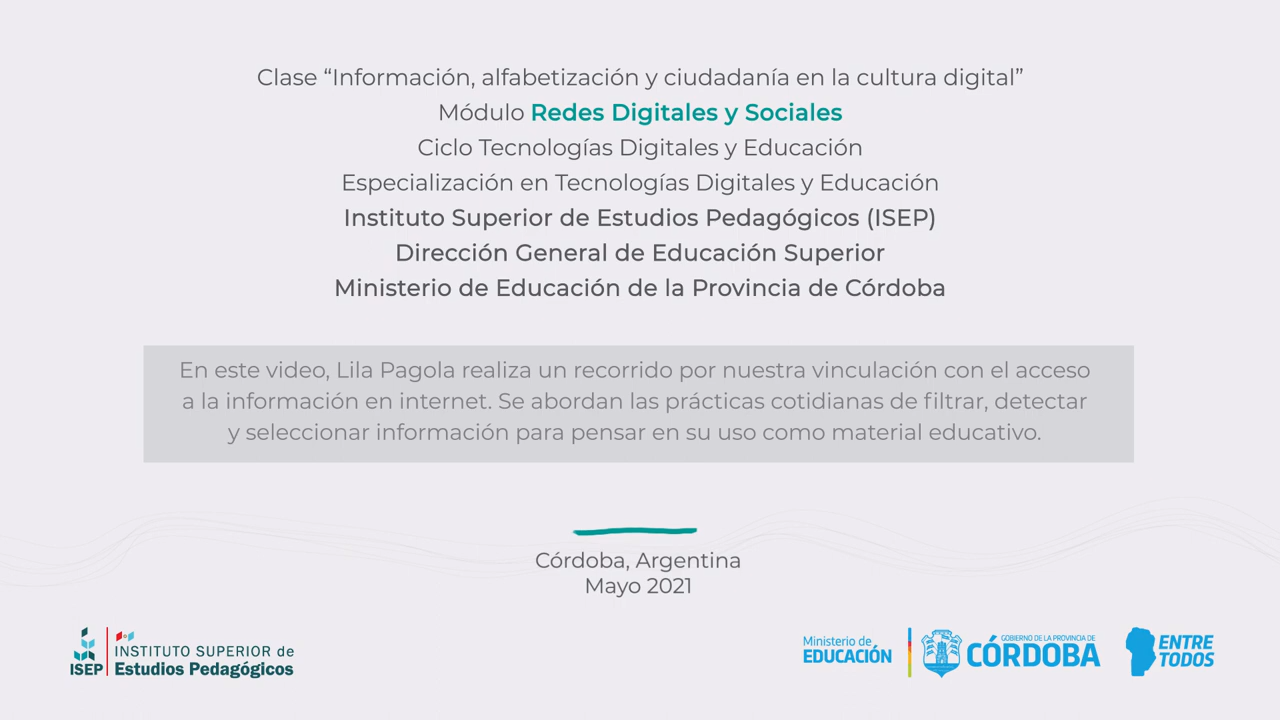 Clase “Información, alfabetización y ciudadanía en la cultura digital”
Módulo Redes Digitales y Sociales
Ciclo Tecnologías Digitales y Educación
Especialización en Tecnologías Digitales y Educación
Instituto Superior de Estudios Pedagógicos (ISEP)
Dirección General de Educación Superior
Ministerio de Educación de la Provincia de Córdoba
En este video, Lila Pagola realiza un recorrido por nuestra vinculación con el acceso
a la información en internet. Se abordan las prácticas cotidianas de filtrar, detectar
y seleccionar información para pensar en su uso como material educativo.
Córdoba, Argentina
Mayo 2021
ISEP
INSTITUTO SUPERIOR de
Estudios Pedagógicos
Ministerio de
EDUCACIÓN
GOBIERNO DE LA PROVINCIA DE
CÓRDOBA
ENTRE
TODOS